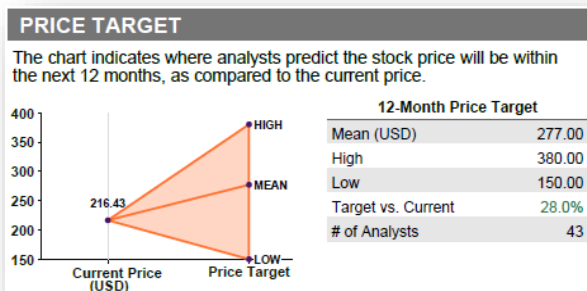 PRICE TARGET
The chart indicates where analysts predict the stock price will be within
the next 12 months, as compared to the current price.
400
350
300
250
200
150
216.43
HIGH
MEAN
LOW
Current Price
(USD)
Price Target
12-Month Price Target
Mean (USD) 277.00
High 380.00
Low 150.00
Target vs. Current 28.0%
# of Analysts 43